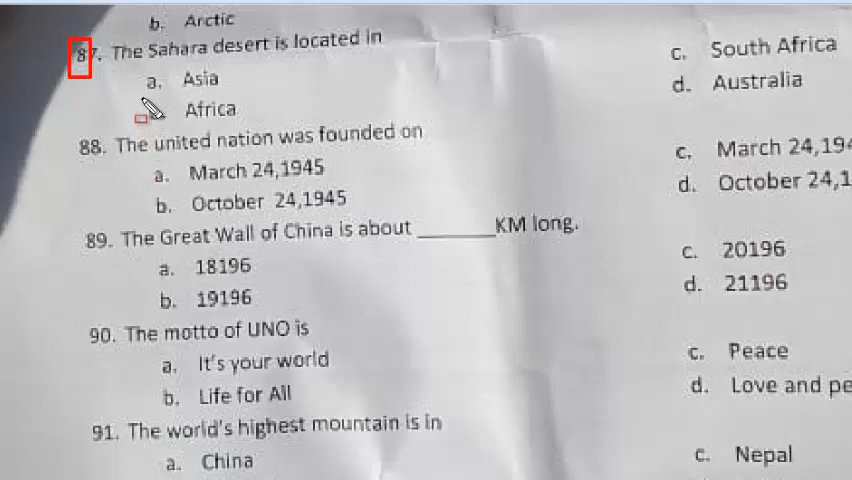 b. Arctic
87. The Sahara desert is located in
a. Asia
c. South Africa
Africa
d. Australia
88. The united nation was founded on
a. March 24,1945
c. March 24,194
b. October 24,1945
d. October 24,1
89. The Great Wall of China is about _______KM long.
a. 18196
c. 20196
b. 19196
d. 21196
90. The motto of UNO is
a. It's your world
c. Peace
b. Life for All
d. Love and pe
91. The world's highest mountain is in
a. China
c. Nepal